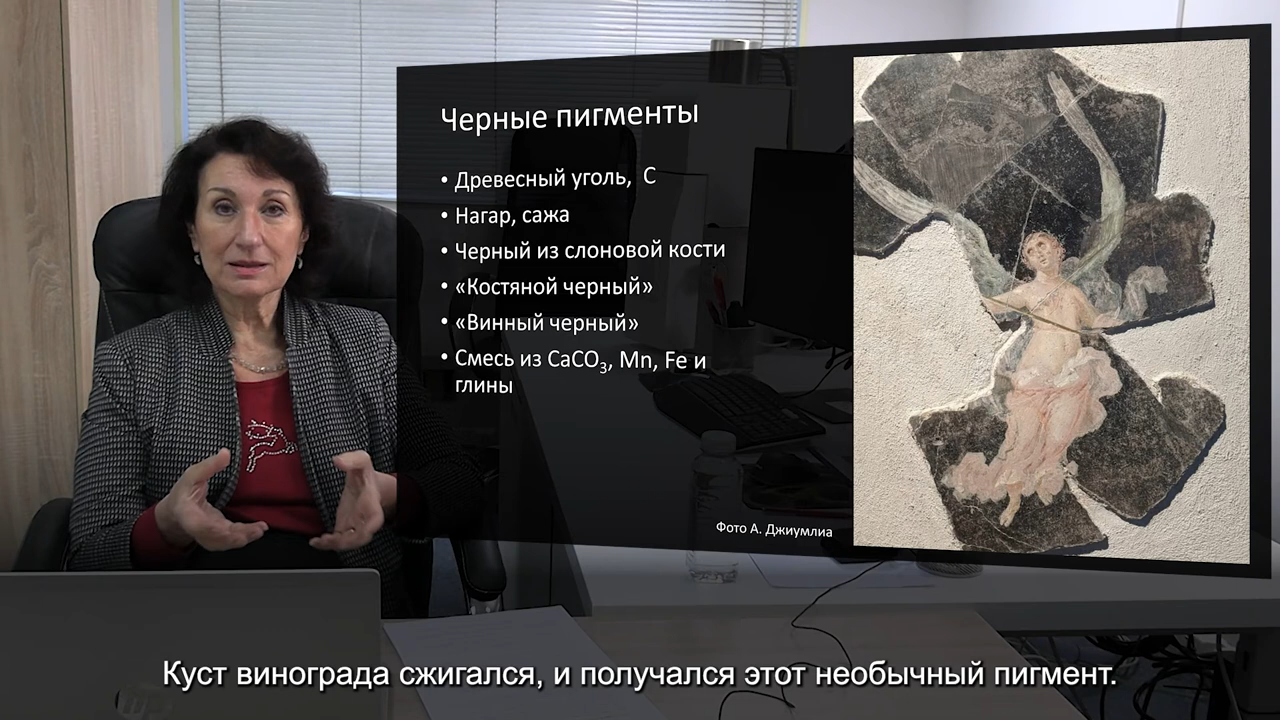 Черные пигменты
• Древесный уголь, С
• Нагар, сажа
• Черный из слоновой кости
• «Костяной черный»
• «Винный черный»
• Смесь из CaCO₃, Mn, Fe и
глины
Фото А. Джиумлиа
Куст винограда сжигался, и получался этот необычный пигмент.